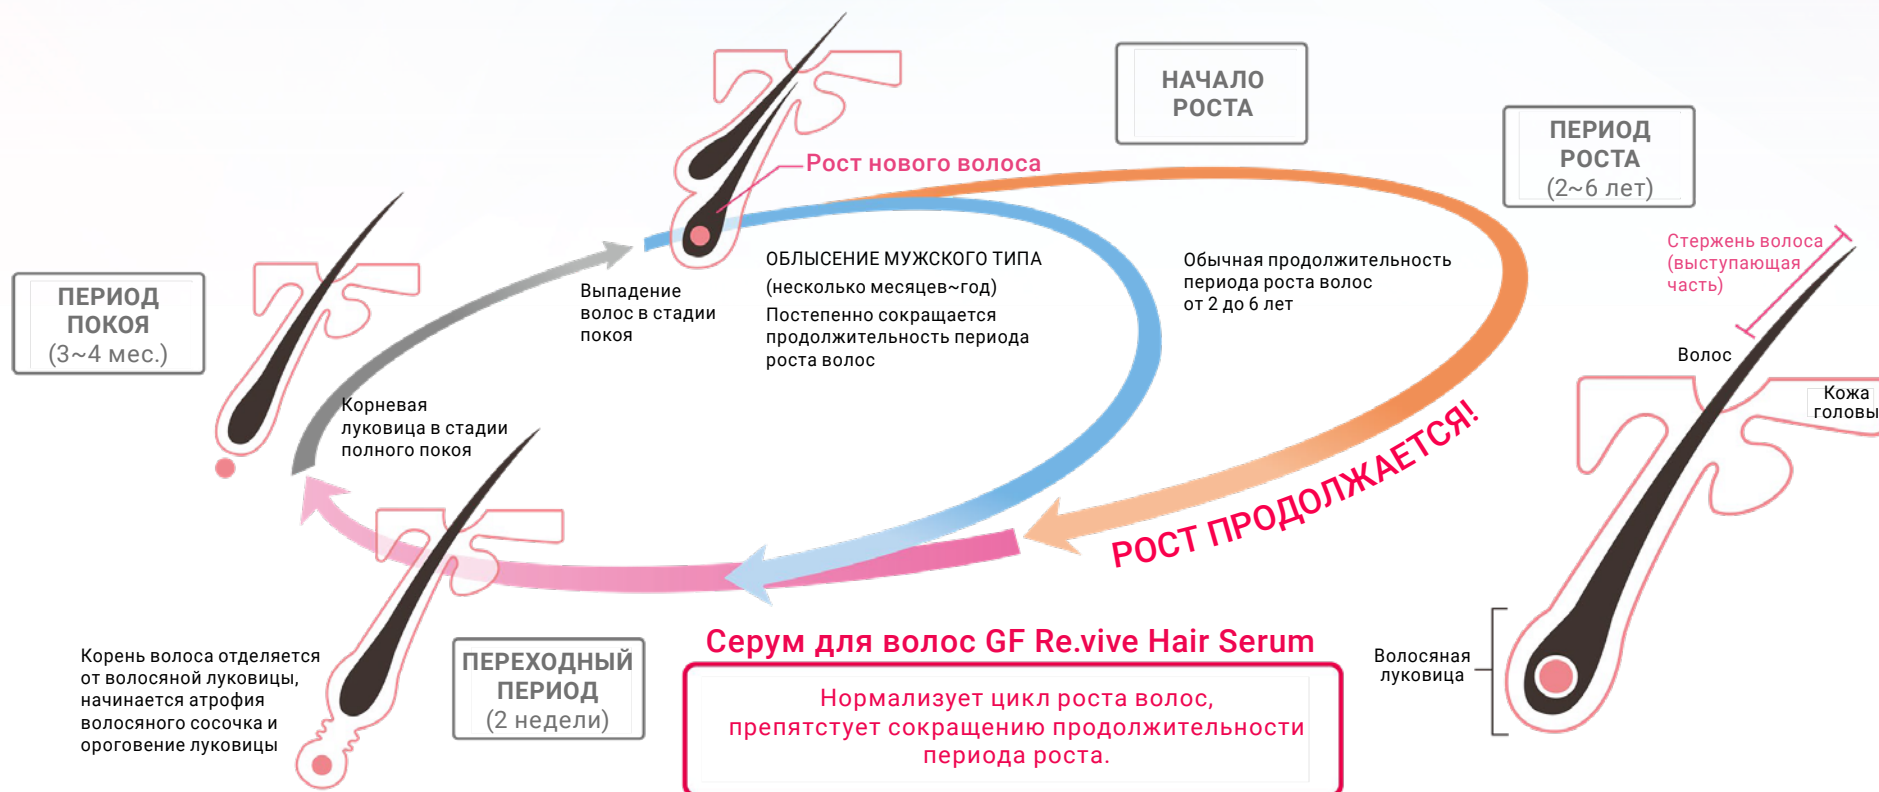 НАЧАЛО
РОСТА
ПЕРИОД
РОСТА
(2~6 лет)
Рост нового волоса
Стержень волоса
(выступающая
часть)
ПЕРИОД
ПОКОЯ
(3~4 мес.)
Выпадение
волос в стадии
покоя
ОБЛЫСЕНИЕ МУЖСКОГО ТИПА
(несколько месяцев~год)
Постепенно сокращается
продолжительность периода
роста волос
Обычная продолжительность
периода роста волос
от 2 до 6 лет
Волос
Кожа
головы
Корневая
луковица в стадии
полного покоя
РОСТ ПРОДОЛЖАЕТСЯ!
Корень волоса отделяется
от волосяной луковицы,
начинается атрофия
волосяного сосочка и
ороговение луковицы
ПЕРЕХОДНЫЙ
ПЕРИОД
(2 недели)
Серум для волос GF Re.vive Hair Serum
Нормализует цикл роста волос,
препятстует сокращению продолжительности
периода роста.
Волосяная
луковица